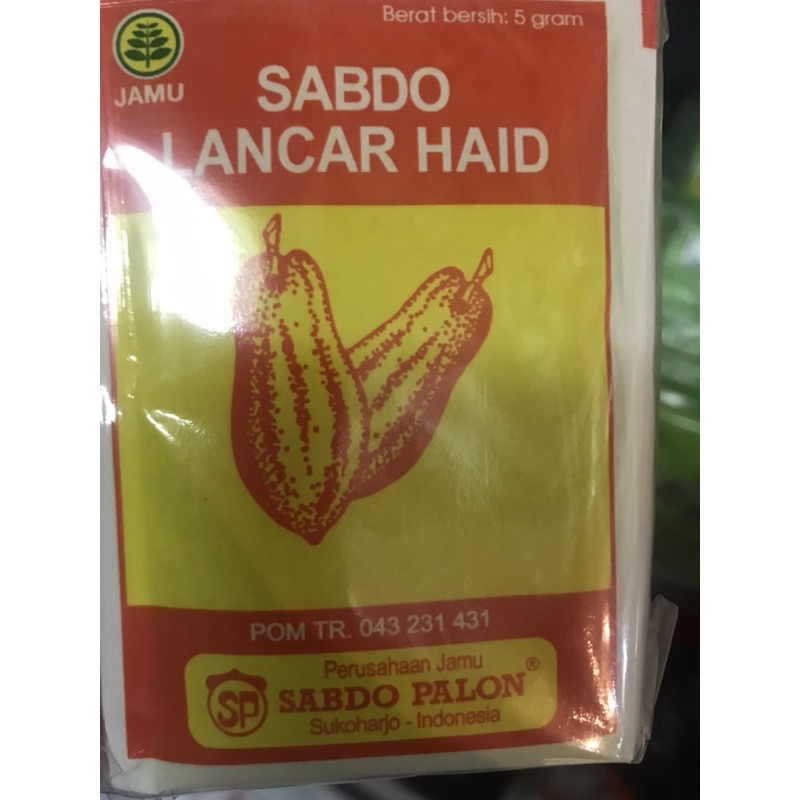 Berat bersih: 5 gram
JAMU
SABDO
LANCAR HAID
POM TR. 043 231 431
Perusahaan Jamu
SP SABDO PALON®
Sukoharjo - Indonesia